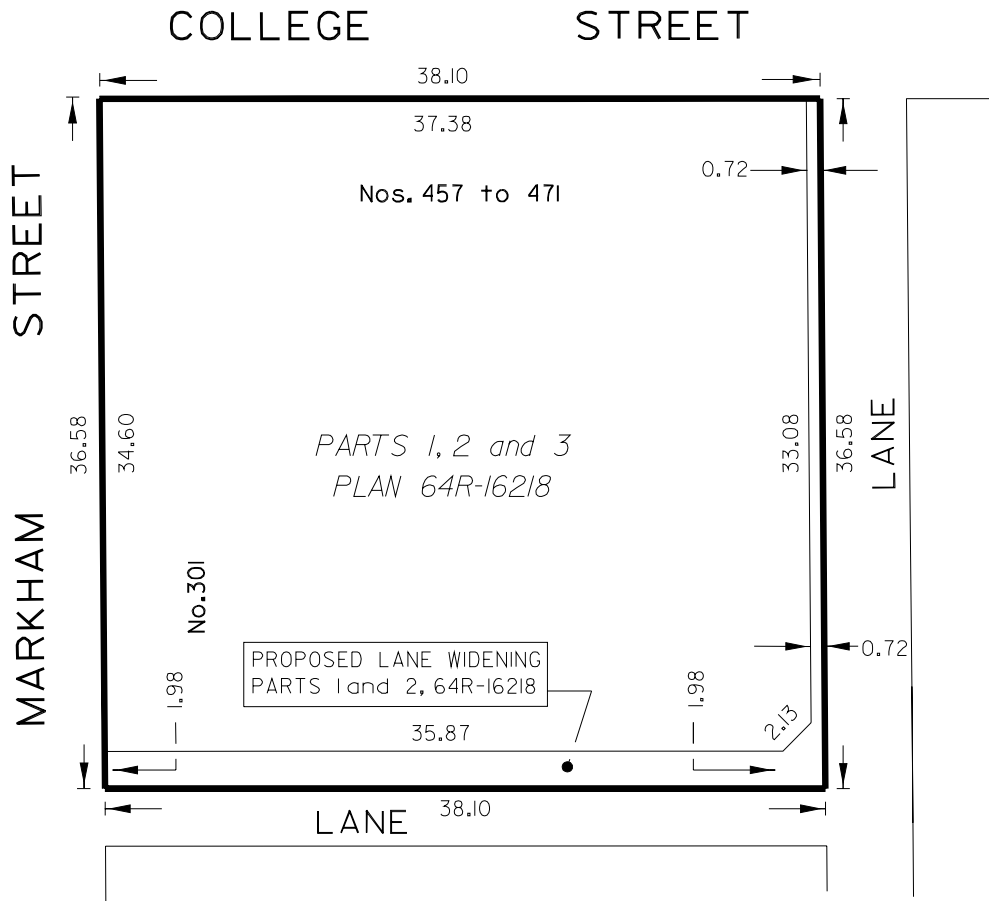 COLLEGE STREET
38.10
37.38
0.72
Nos. 457 to 471
MARKHAM STREET
36.58
34.60
33.08
36.58
LANE
PARTS 1, 2 and 3
PLAN 64R-16218
No.301
PROPOSED LANE WIDENING
PARTS 1 and 2, 64R-16218
0.72
1.98
1.98
2.13
35.87
38.10
LANE